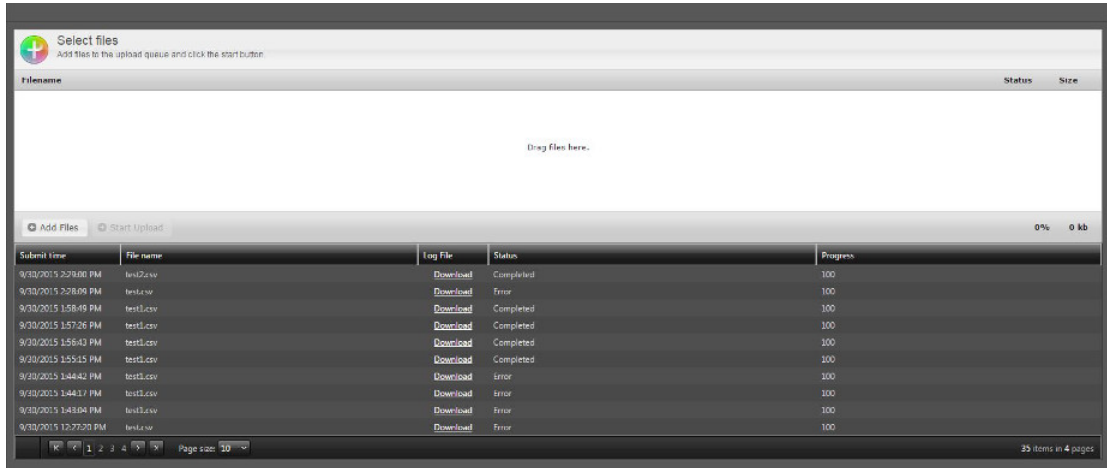 Select files
Add files to the upload queue and click the start button.
Filename Status Size
Drag files here.
Add Files Start Upload 0% 0 kb
Submit time File name Log File Status Progress
9/30/2015 2:29:00 PM test2.csv Download Completed 100
9/30/2015 2:28:09 PM test.csv Download Error 100
9/30/2015 1:58:49 PM test1.csv Download Completed 100
9/30/2015 1:57:26 PM test1.csv Download Completed 100
9/30/2015 1:56:43 PM test1.csv Download Completed 100
9/30/2015 1:55:15 PM test1.csv Download Completed 100
9/30/2015 1:44:42 PM test1.csv Download Error 100
9/30/2015 1:44:17 PM test1.csv Download Error 100
9/30/2015 1:43:04 PM test1.csv Download Error 100
9/30/2015 12:27:20 PM test.csv Download Error 100
1 2 3 4 Page size: 10 35 items in 4 pages